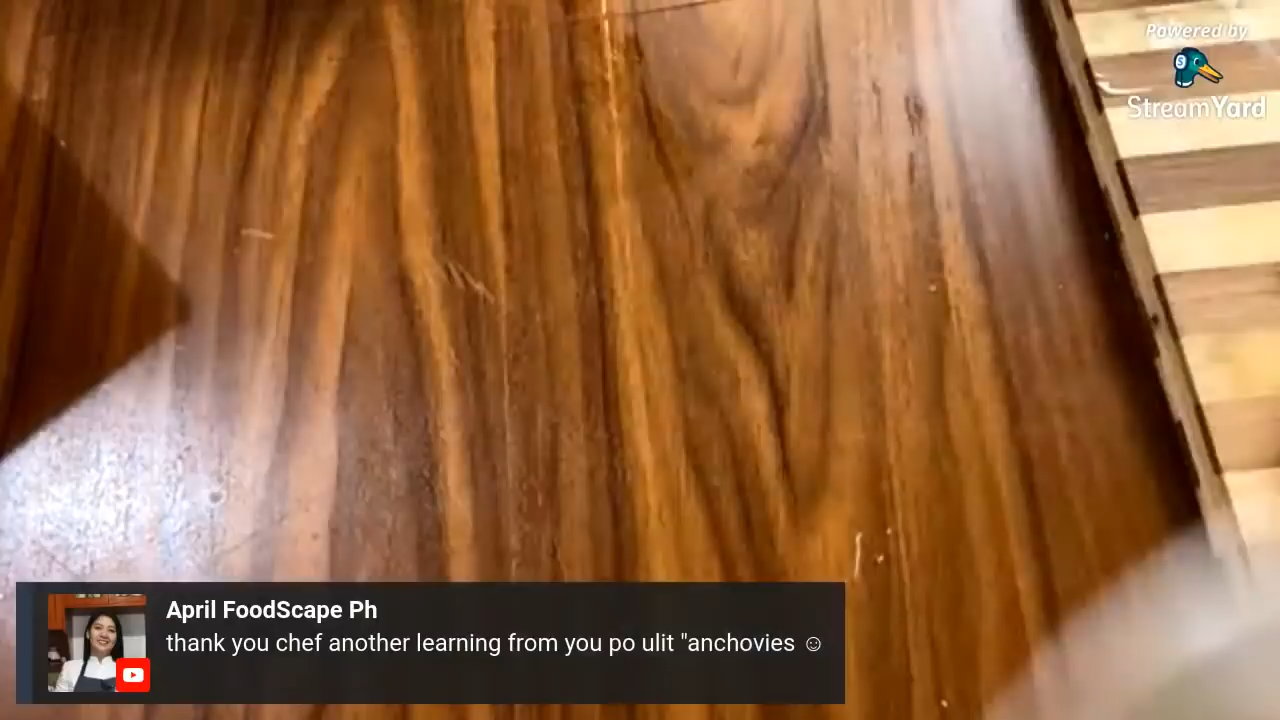 Powered by
StreamYard
April FoodScape Ph
thank you chef another learning from you po ulit "anchovies ☺